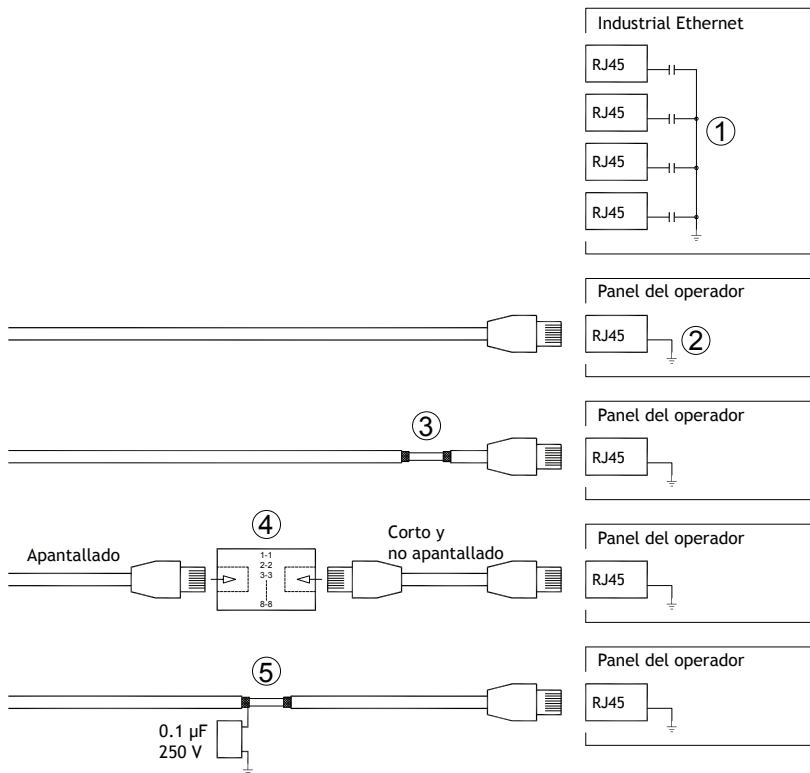 Industrial Ethernet
RJ45
RJ45
①
RJ45
RJ45
Panel del operador
RJ45
②
Panel del operador
③
RJ45
④
Apantallado
1-1
2-2
3-3
8-8
Corto y
no apantallado
Panel del operador
RJ45
⑤
Panel del operador
RJ45
0.1 µF
250 V